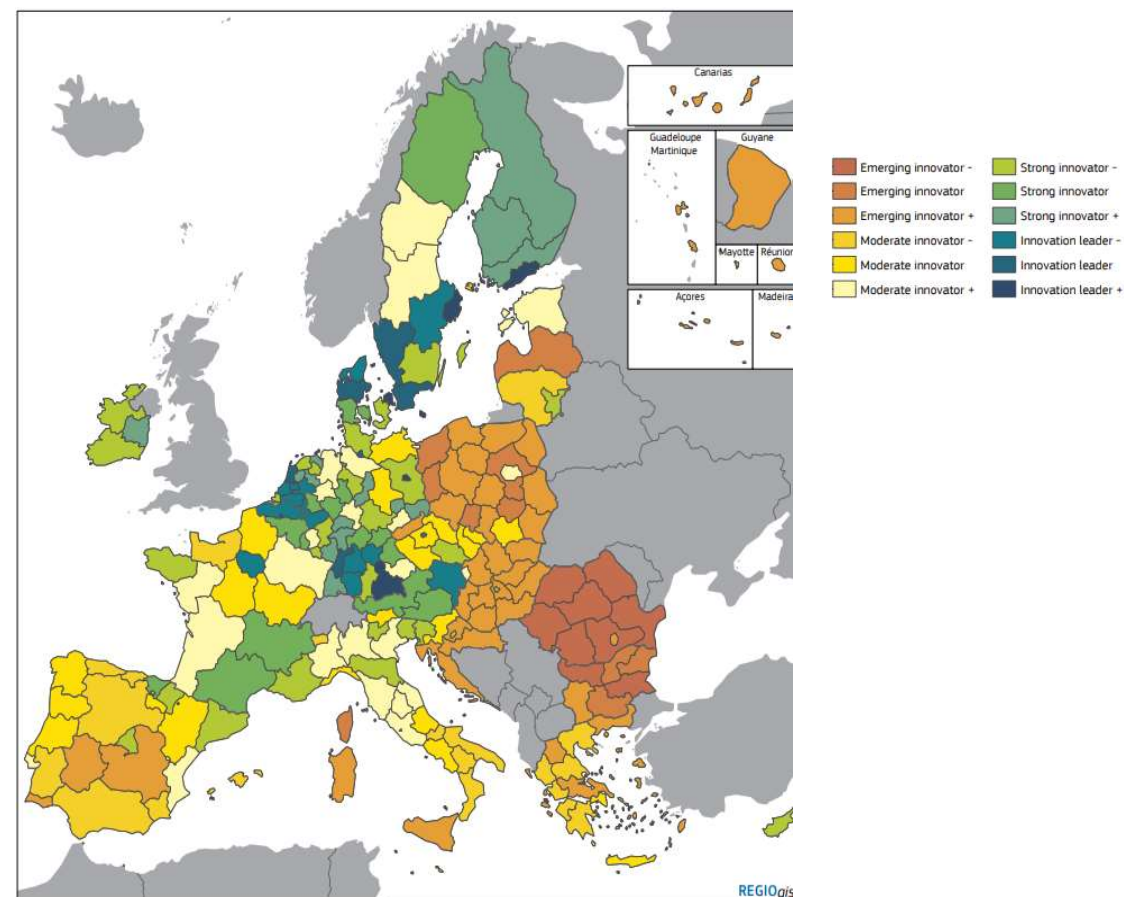 Canarias
Guadeloupe
Martinique
Guyane
Mayotte
Réunion
Açores
Madeira
Emerging innovator -
Emerging innovator
Emerging innovator +
Moderate innovator -
Moderate innovator
Moderate innovator +
Strong innovator -
Strong innovator
Strong innovator +
Innovation leader -
Innovation leader
Innovation leader +
REGIOgis